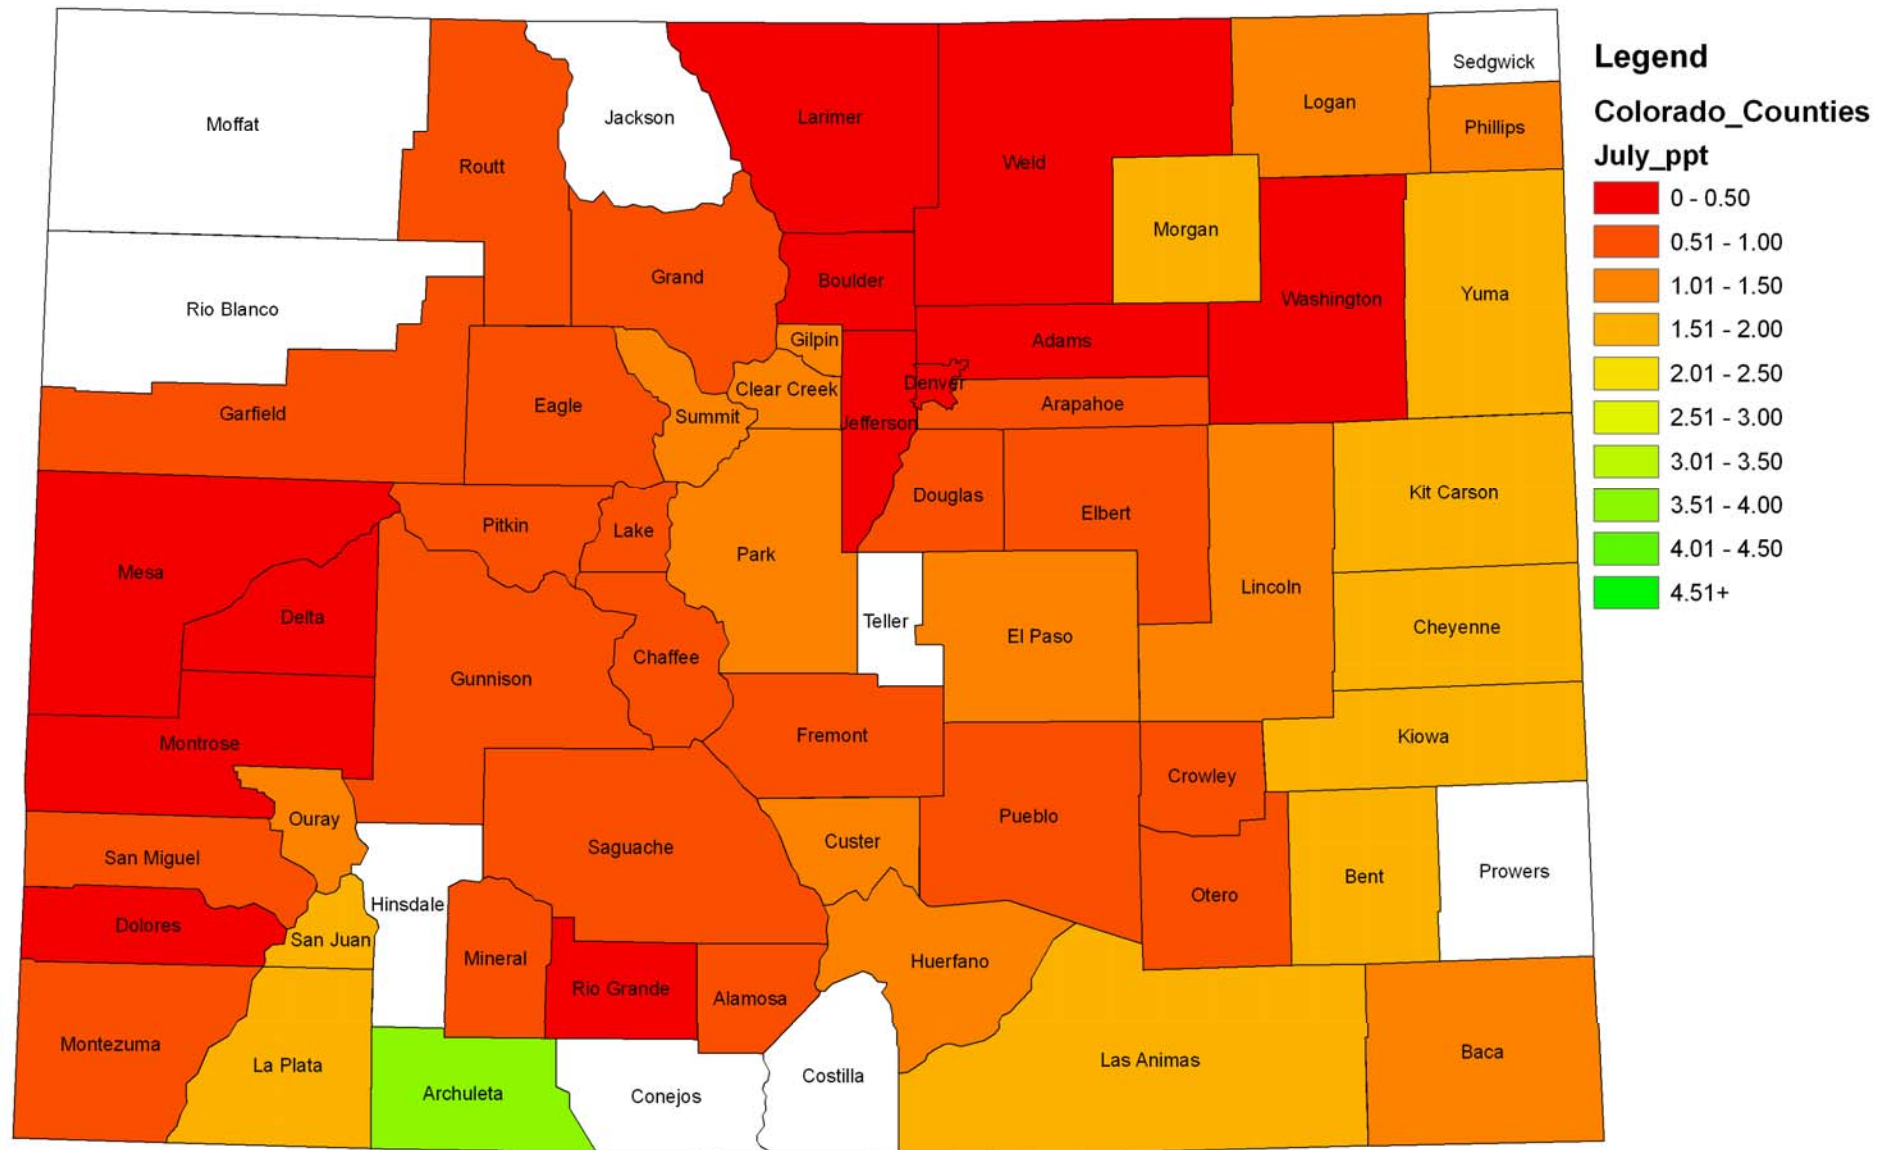 Legend
Colorado_Counties
July_ppt
0 - 0.50
0.51 - 1.00
1.01 - 1.50
1.51 - 2.00
2.01 - 2.50
2.51 - 3.00
3.01 - 3.50
3.51 - 4.00
4.01 - 4.50
4.51+
Sedgwick
Logan
Jackson
Larimer
Moffat
Phillips
Routt
Weld
Morgan
Grand
Boulder
Yuma
Washington
Rio Blanco
Gilpin
Adams
Denver
Clear Creek
Arapahoe
Eagle
Garfield
Summit
Jefferson
Kit Carson
Douglas
Elbert
Pitkin
Lake
Park
Mesa
Lincoln
Delta
Teller
Cheyenne
El Paso
Chaffee
Gunnison
Fremont
Kiowa
Montrose
Crowley
Pueblo
Ouray
Custer
Saguache
San Miguel
Prowers
Bent
Otero
Hinsdale
Dolores
San Juan
Mineral
Huerfano
Rio Grande
Alamosa
Montezuma
Baca
Las Animas
La Plata
Costilla
Archuleta
Conejos